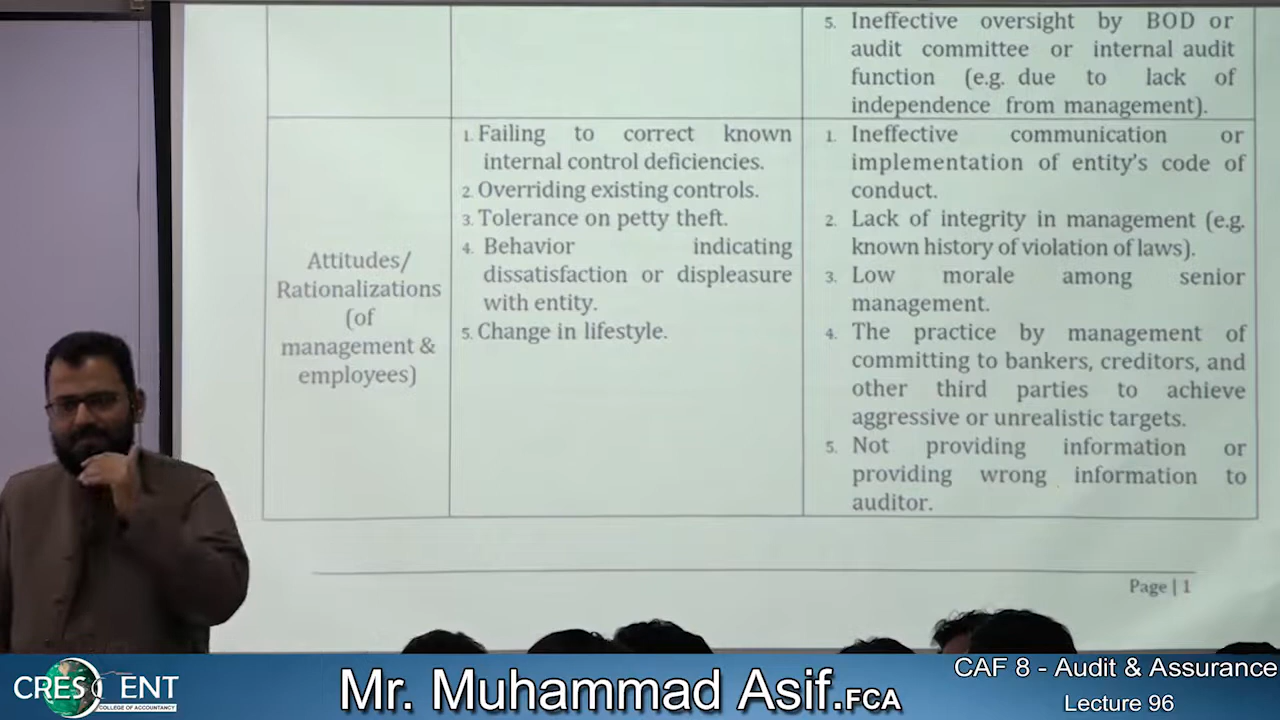 5. Ineffective oversight by BOD or
audit committee or internal audit
function (e.g. due to lack of
independence from management).
Attitudes/
Rationalizations
(of
management &
employees)
1. Failing to correct known
internal control deficiencies.
2. Overriding existing controls.
3. Tolerance on petty theft.
4. Behavior indicating
dissatisfaction or displeasure
with entity.
5. Change in lifestyle.
1. Ineffective communication or
implementation of entity's code of
conduct.
2. Lack of integrity in management (e.g.
known history of violation of laws).
3. Low morale among senior
management.
4. The practice by management of
committing to bankers, creditors, and
other third parties to achieve
aggressive or unrealistic targets.
5. Not providing information or
providing wrong information to
auditor.
Page | 1
CRESCENT
COLLEGE OF ACCOUNTANCY
Mr. Muhammad Asif.FCA
CAF 8 - Audit & Assurance
Lecture 96